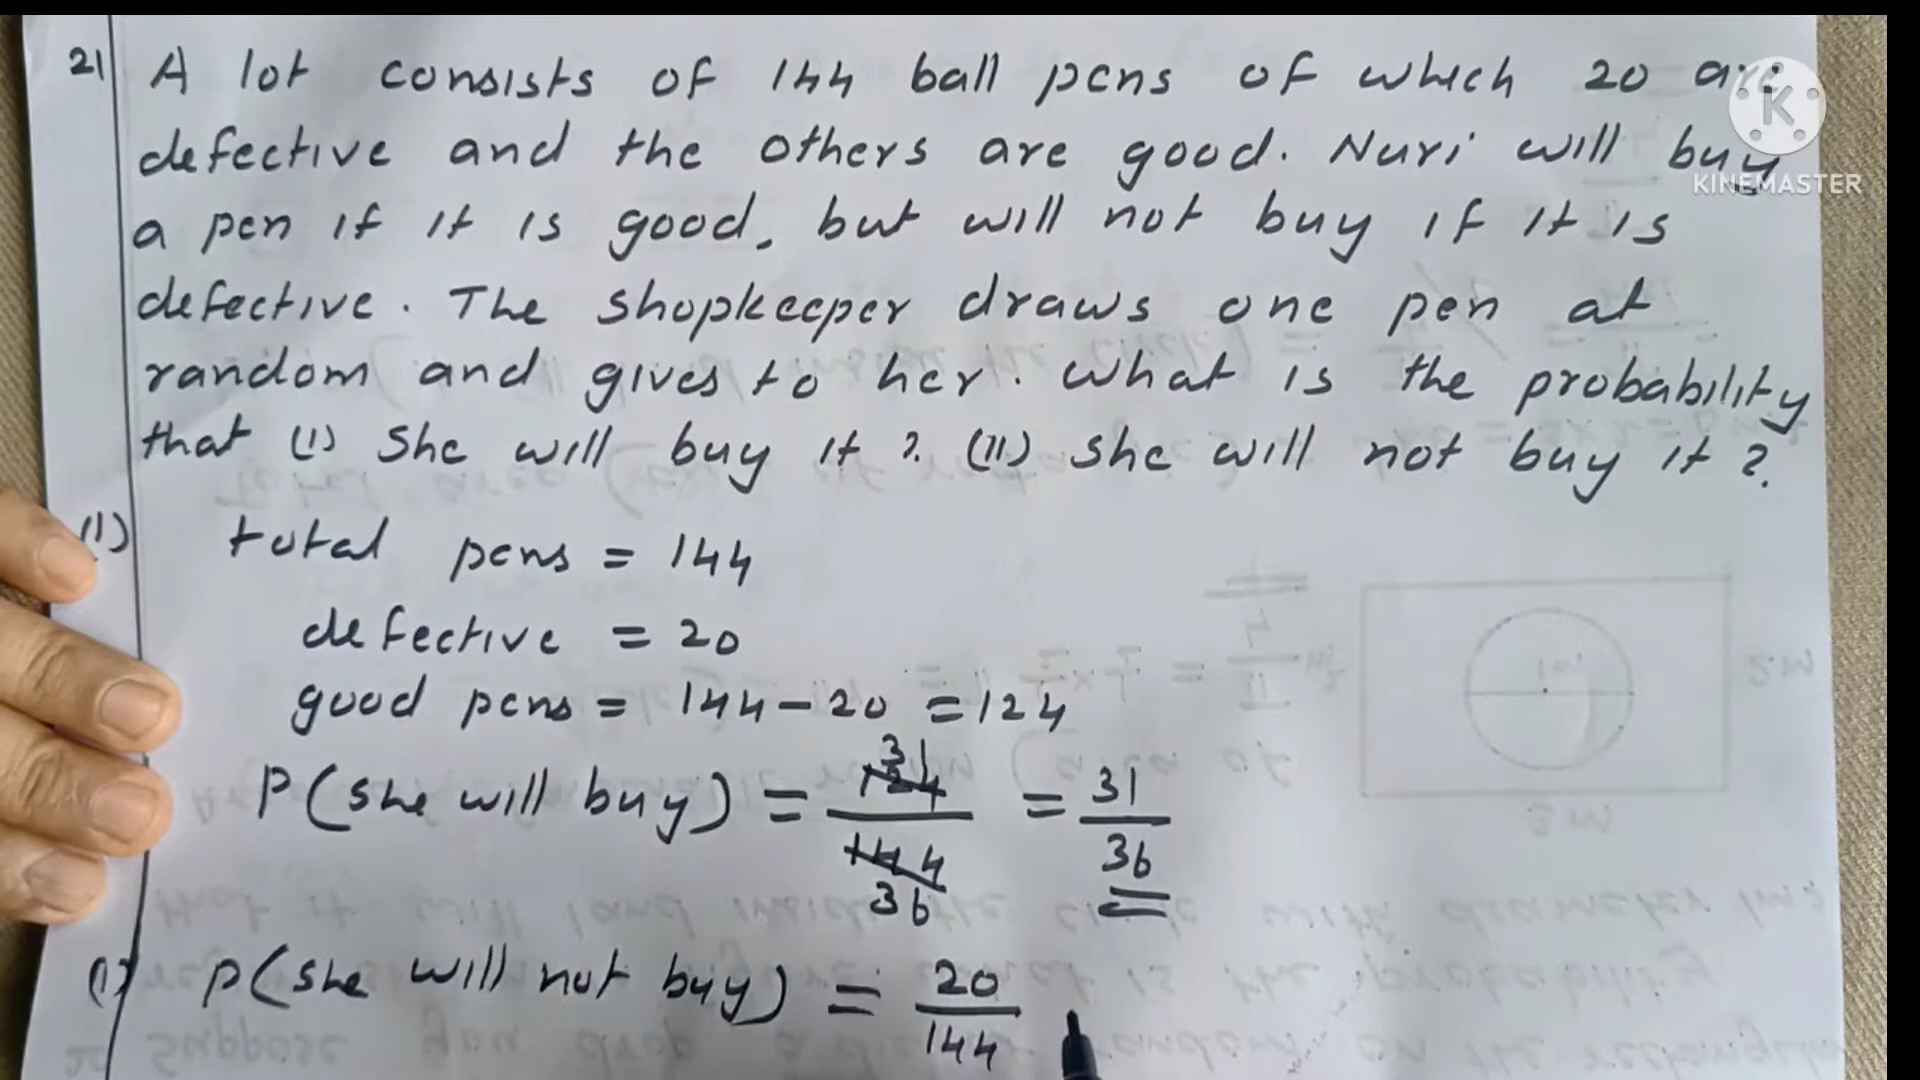 21 A lot consists of 144 ball pens of which 20 are
defective and the others are good. Nuri will buy
a pen if it is good, but will not buy if it is
defective. The shopkeeper draws one pen at
random and gives to her. What is the probability
that (i) She will buy it? (ii) She will not buy it?
(i) total pens = 144
defective = 20
good pens = 144 - 20 = 124
P(she will buy) = 124/144 = 31/36
31
36
P(she will not buy) = 20/144
K
KINEMASTER